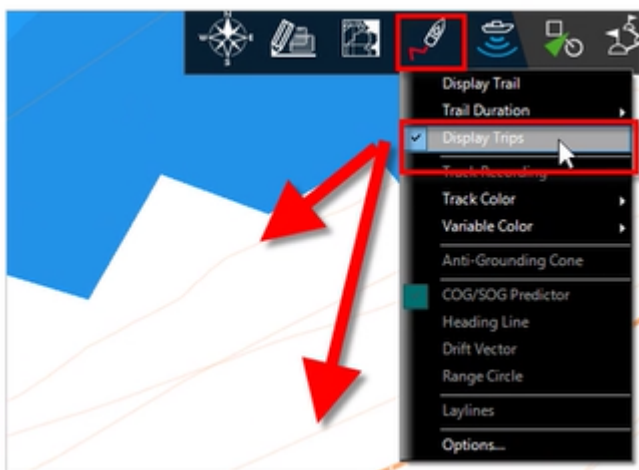 Display Trail
Trail Duration
Display Trips
Track Recording
Track Color
Variable Color
Anti-Grounding Cone
COG/SOG Predictor
Heading Line
Drift Vector
Range Circle
Laylines
Options...